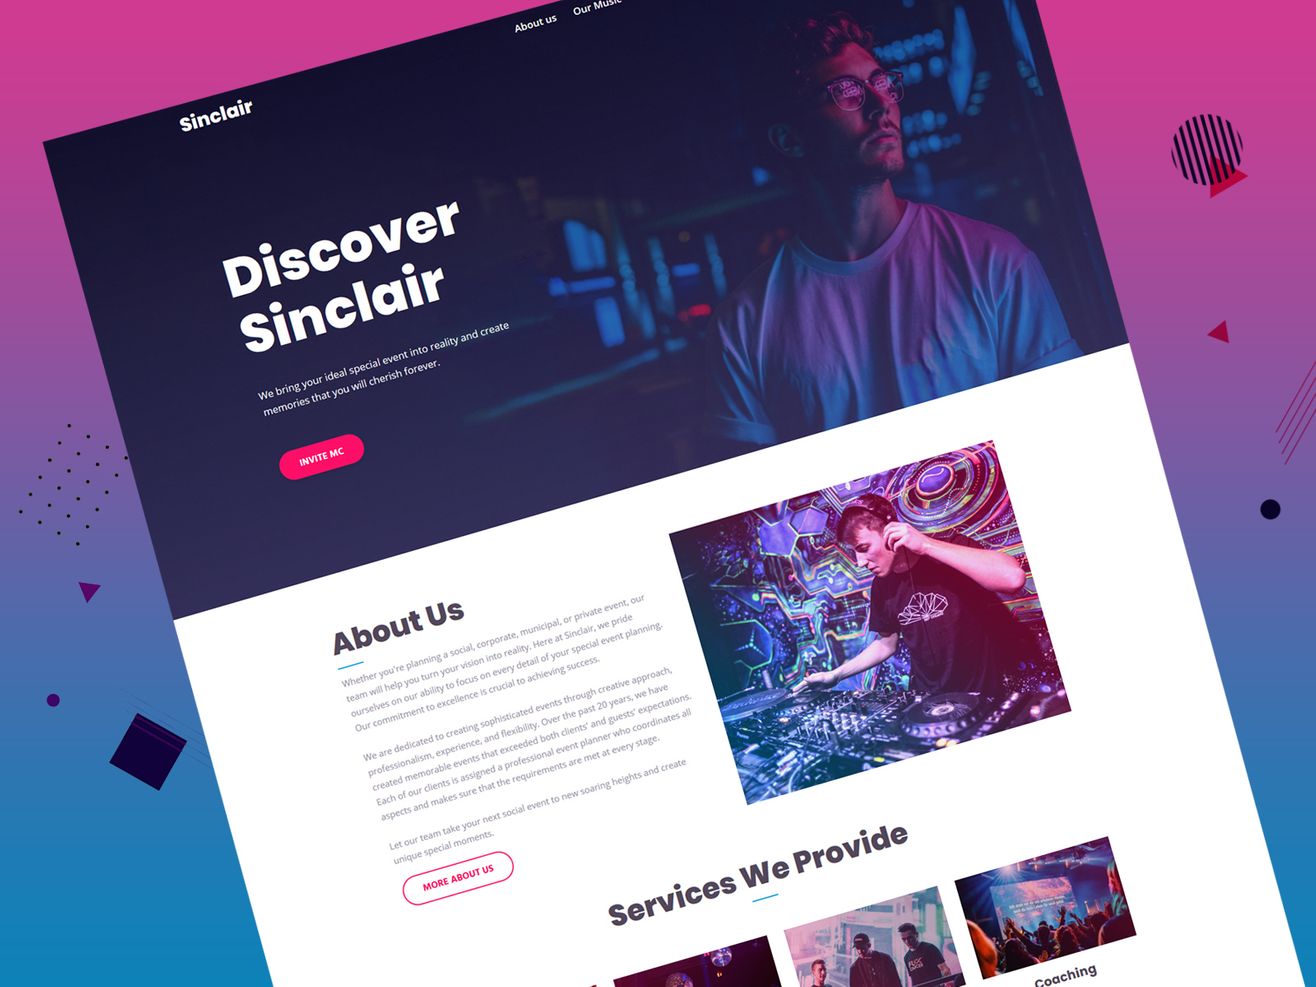 About us   Our Music
Sinclair
Discover
Sinclair
We bring your ideal special event into reality and create
memories that you will cherish forever.
INVITE MC
About Us
Whether you're planning a social, corporate, municipal, or private event, our
team will help you turn your vision into reality. Here at Sinclair, we pride
ourselves on our ability to focus on every detail of your special event planning.
Our commitment to excellence is crucial to achieving success.
We are dedicated to creating sophisticated events through creative approach,
professionalism, experience, and flexibility. Over the past 20 years, we have
created memorable events that exceeded both clients' and guests' expectations.
Each of our clients is assigned a professional event planner who coordinates all
aspects and makes sure that the requirements are met at every stage.
Let our team take your next social event to new soaring heights and create
unique special moments.
MORE ABOUT US
Services We Provide
Coaching